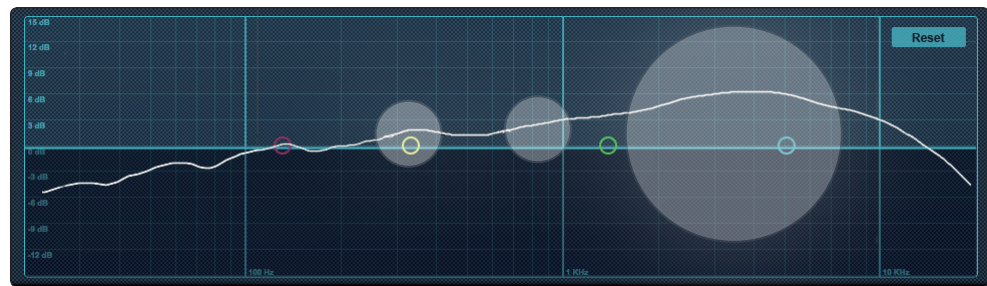 15 dB
Reset
12 dB
9 dB
6 dB
3 dB
0 dB
-3 dB
-6 dB
-9 dB
-12 dB
100 Hz
1 KHz
10 KHz